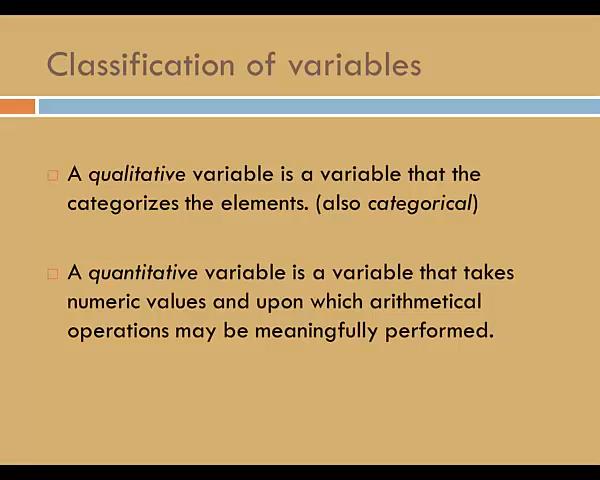 Classification of variables
A qualitative variable is a variable that the
categorizes the elements. (also categorical)
A quantitative variable is a variable that takes
numeric values and upon which arithmetical
operations may be meaningfully performed.